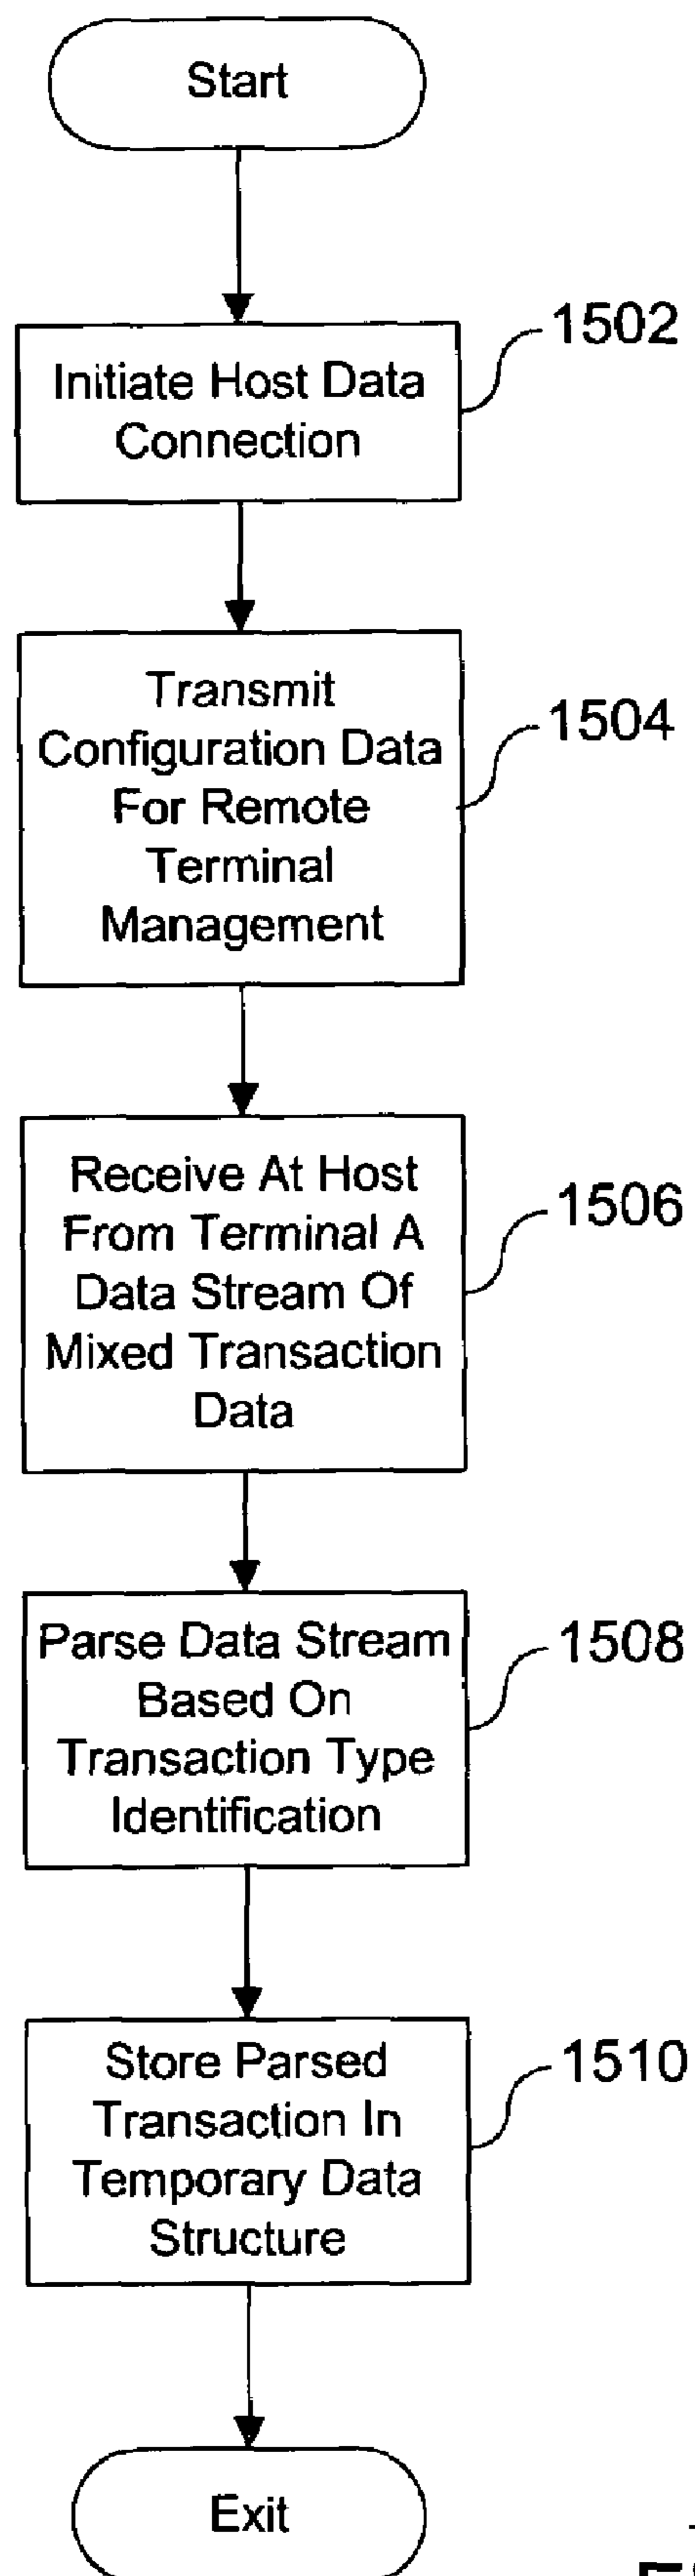 Start
Initiate Host Data
Connection
1502
Transmit
Configuration Data
For Remote
Terminal
Management
1504
Receive At Host
From Terminal A
Data Stream Of
Mixed Transaction
Data
1506
Parse Data Stream
Based On
Transaction Type
Identification
1508
Store Parsed
Transaction In
Temporary Data
Structure
1510
Exit